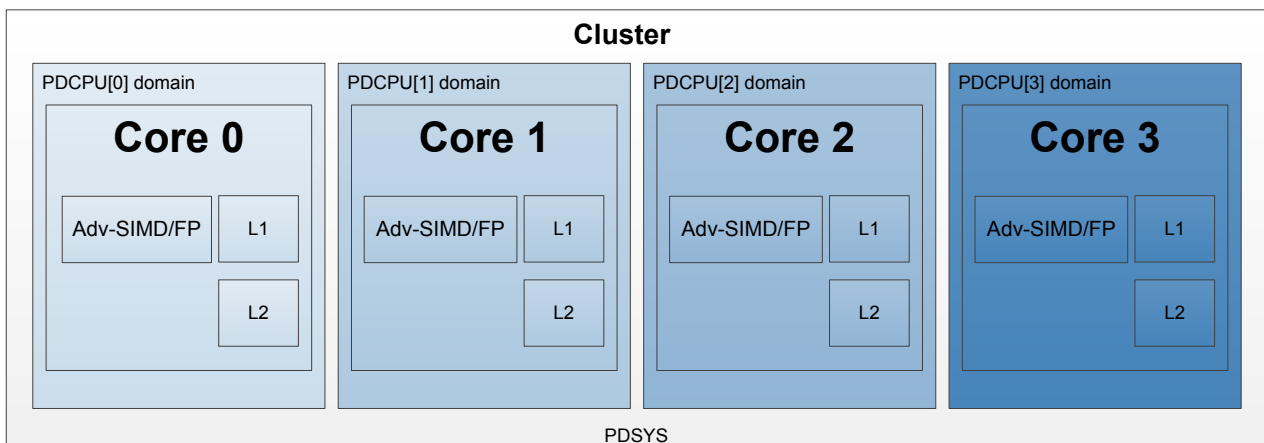 Cluster
PDCPU[0] domain
Core 0
Adv-SIMD/FP
L1
L2
PDCPU[1] domain
Core 1
Adv-SIMD/FP
L1
L2
PDCPU[2] domain
Core 2
Adv-SIMD/FP
L1
L2
PDCPU[3] domain
Core 3
Adv-SIMD/FP
L1
L2
PDSYS